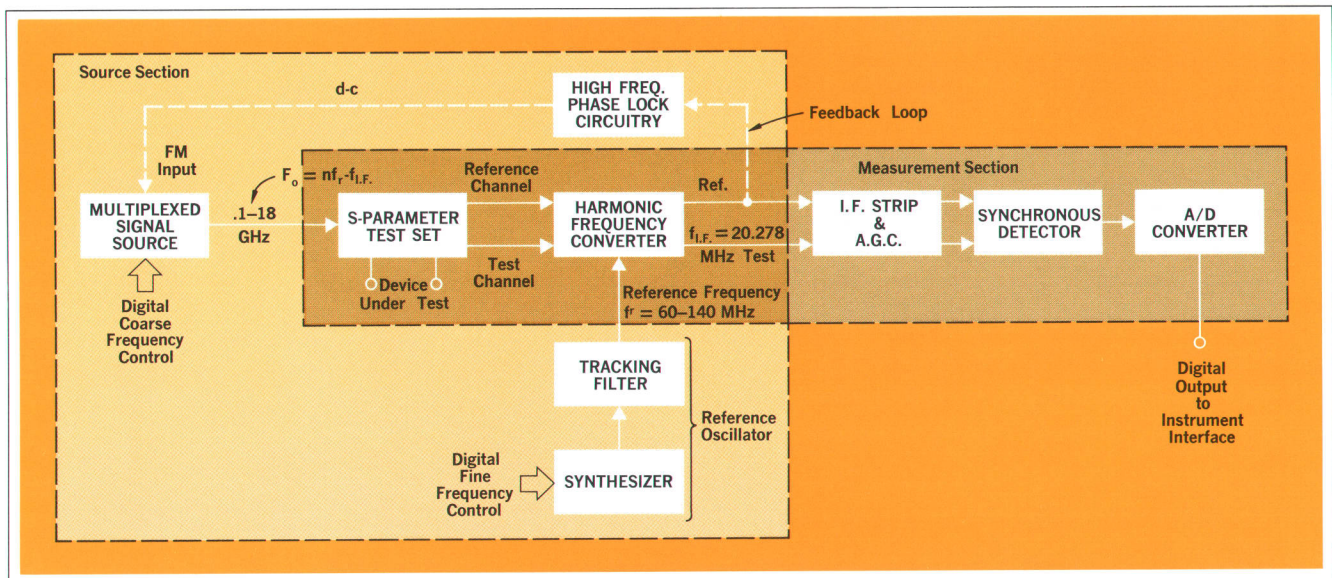 Source Section
d-c
HIGH FREQ.
PHASE LOCK
CIRCUITRY
Feedback Loop
FM
Input
F₀ = nfᵣ-f_I.F.
Reference
Channel
Ref.
Measurement Section
MULTIPLEXED
SIGNAL
SOURCE
.1–18
GHz
S-PARAMETER
TEST SET
HARMONIC
FREQUENCY
CONVERTER
f_I.F. = 20.278
MHz Test
I.F. STRIP
&
A.G.C.
SYNCHRONOUS
DETECTOR
A/D
CONVERTER
Device
Under Test
Test
Channel
Digital
Coarse
Frequency
Control
Reference Frequency
fʳ = 60–140 MHz
TRACKING
FILTER
Reference
Oscillator
Digital
Fine
Frequency
Control
SYNTHESIZER
Digital
Output
to
Instrument
Interface